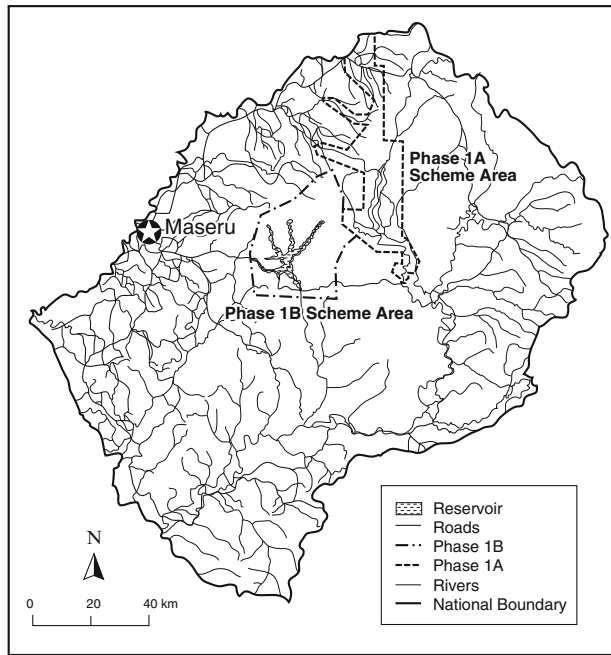 Phase 1A
Scheme Area
Maseru
Phase 1B Scheme Area
N
0 20 40 km
Reservoir
Roads
Phase 1B
Phase 1A
Rivers
National Boundary